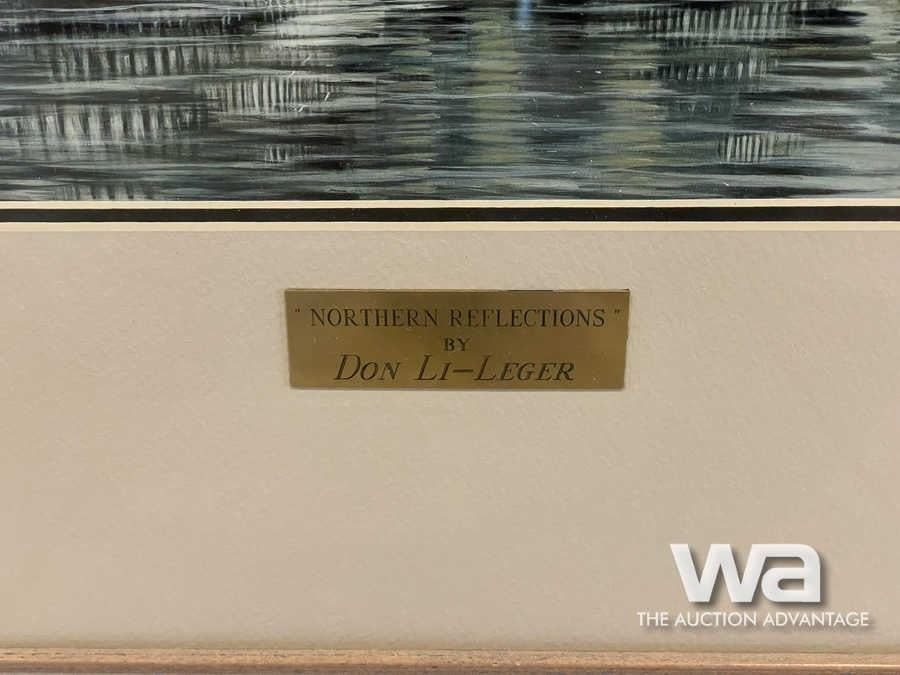 " NORTHERN REFLECTIONS "
BY
DON LI-LEGER
wa
THE AUCTION ADVANTAGE